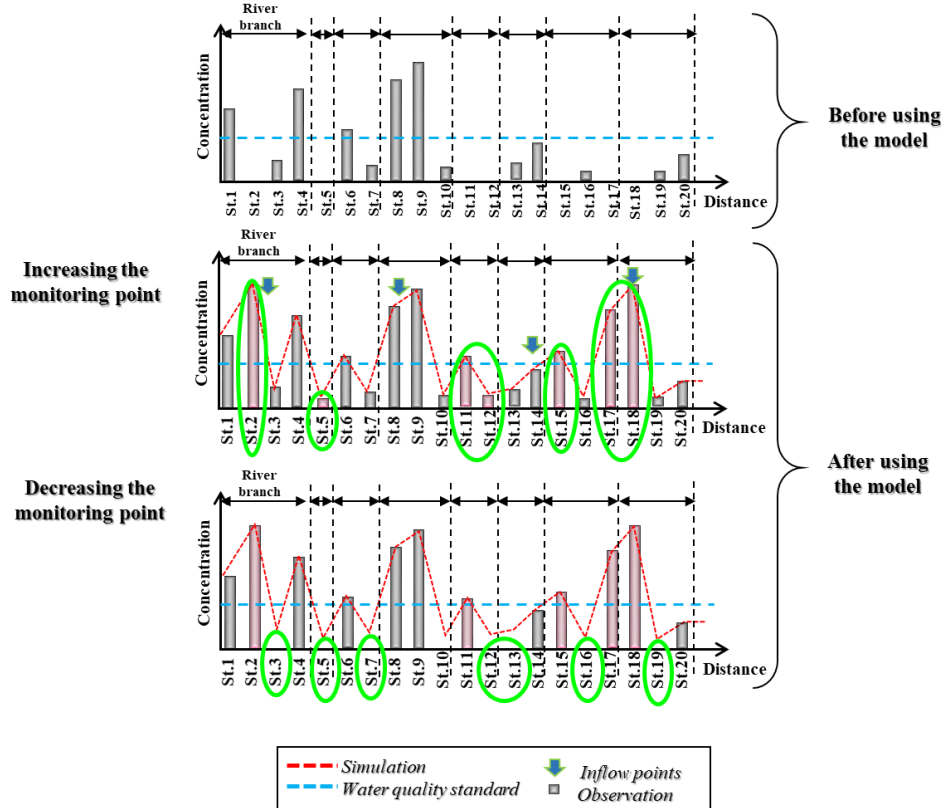 River
branch
Concentration
St.1
St.2
St.3
St.4
St.5
St.6
St.7
St.8
St.9
St.10
St.11
St.12
St.13
St.14
St.15
St.16
St.17
St.18
St.19
St.20
Distance
Before using
the model
Increasing the
monitoring point
River
branch
Concentration
St.1
St.2
St.3
St.4
St.5
St.6
St.7
St.8
St.9
St.10
St.11
St.12
St.13
St.14
St.15
St.16
St.17
St.18
St.19
St.20
Distance
After using
the model
Decreasing the
monitoring point
River
branch
Concentration
St.1
St.2
St.3
St.4
St.5
St.6
St.7
St.8
St.9
St.10
St.11
St.12
St.13
St.14
St.15
St.16
St.17
St.18
St.19
St.20
Distance
Simulation
Water quality standard
Inflow points
Observation